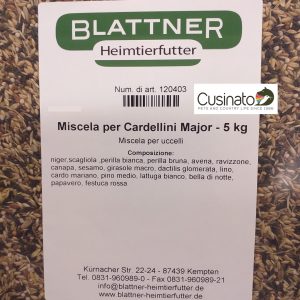 BLATTNER
Heimtierfutter
Num. di art. 120403
Cusinato
PETS AND COUNTRY LIFE SINCE 1968
Miscela per Cardellini Major - 5 kg
Miscela per uccelli
Composizione:
niger,scagliola ,perilla bianca, perilla bruna, avena, ravizzone,
canapa, sesamo, girasole macro, dactilis glomerata, lino,
cardo mariano, pino medio, lattuga bianco, bella di notte,
papavero, festuca rossa
Kurnacher Str. 22-24 - 87439 Kempten
Tel. 0831-960989-0 - Fax 0831-960989-21
info@blattner-heimtierfutter.de
www.blattner-heimtierfutter.de